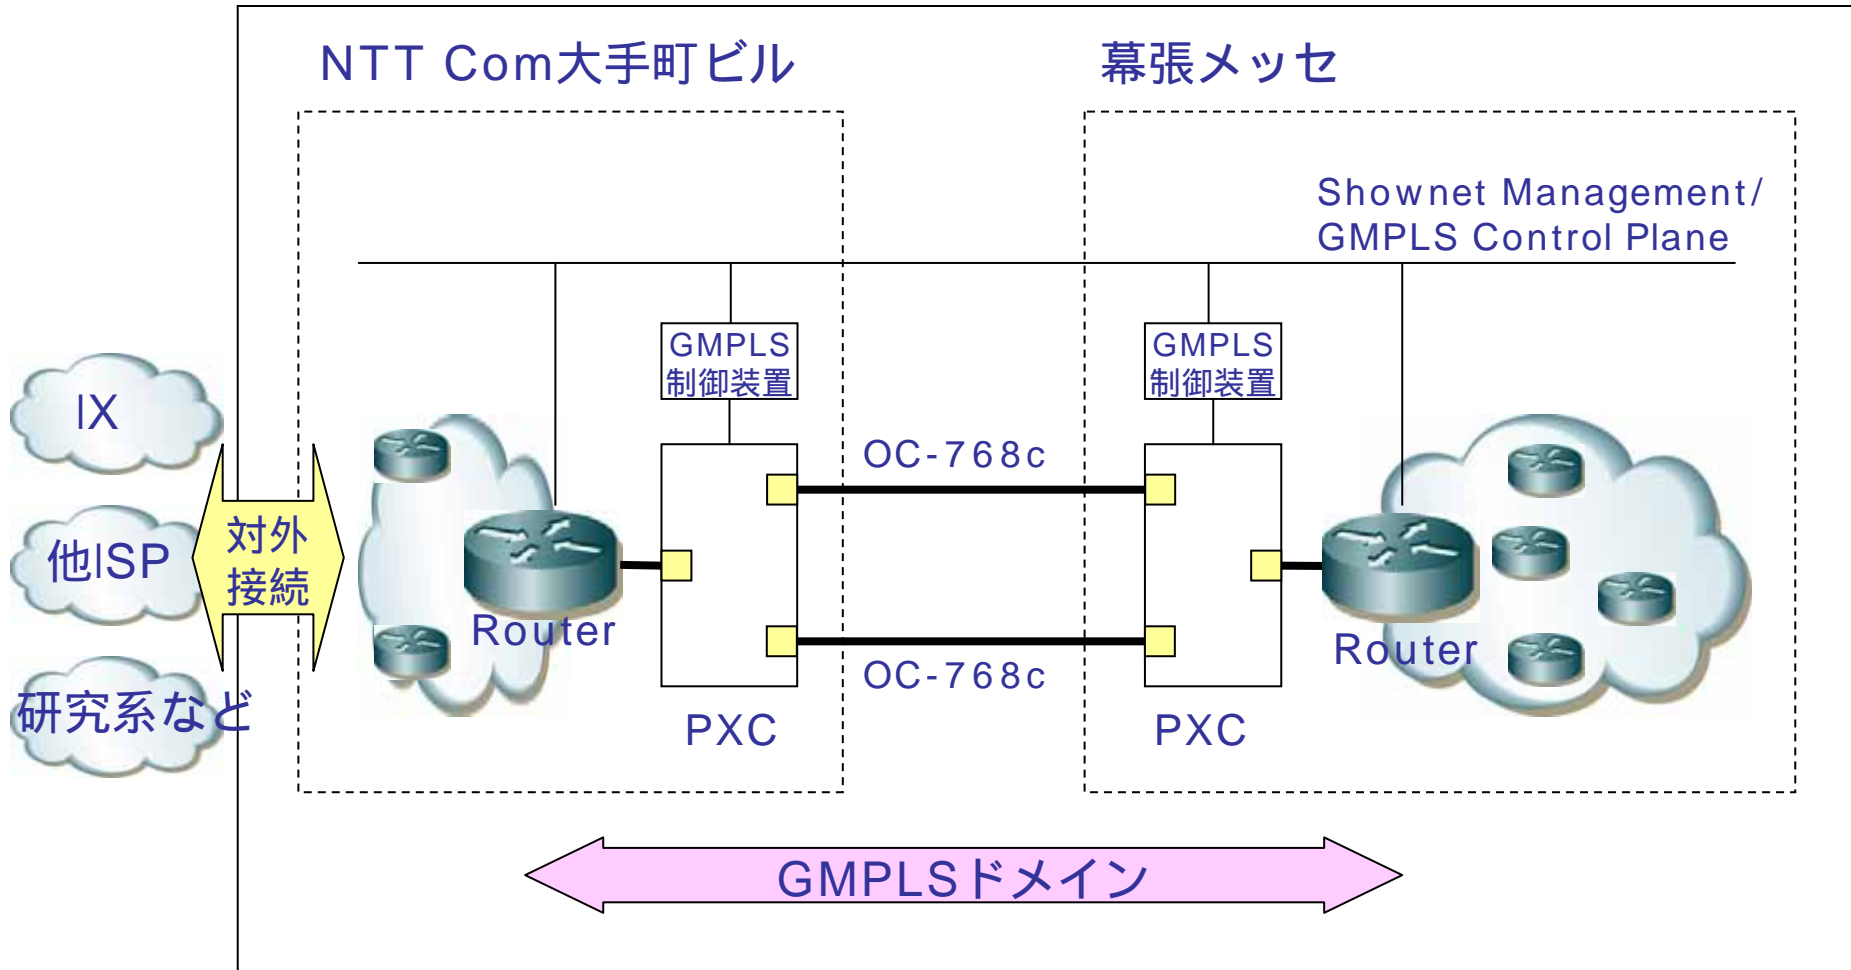 NTT Com大手町ビル
幕張メッセ
Shownet Management/
GMPLS Control Plane
GMPLS
制御装置
GMPLS
制御装置
IX
他ISP
研究系など
対外
接続
Router
OC-768c
OC-768c
Router
PXC
PXC
GMPLSドメイン